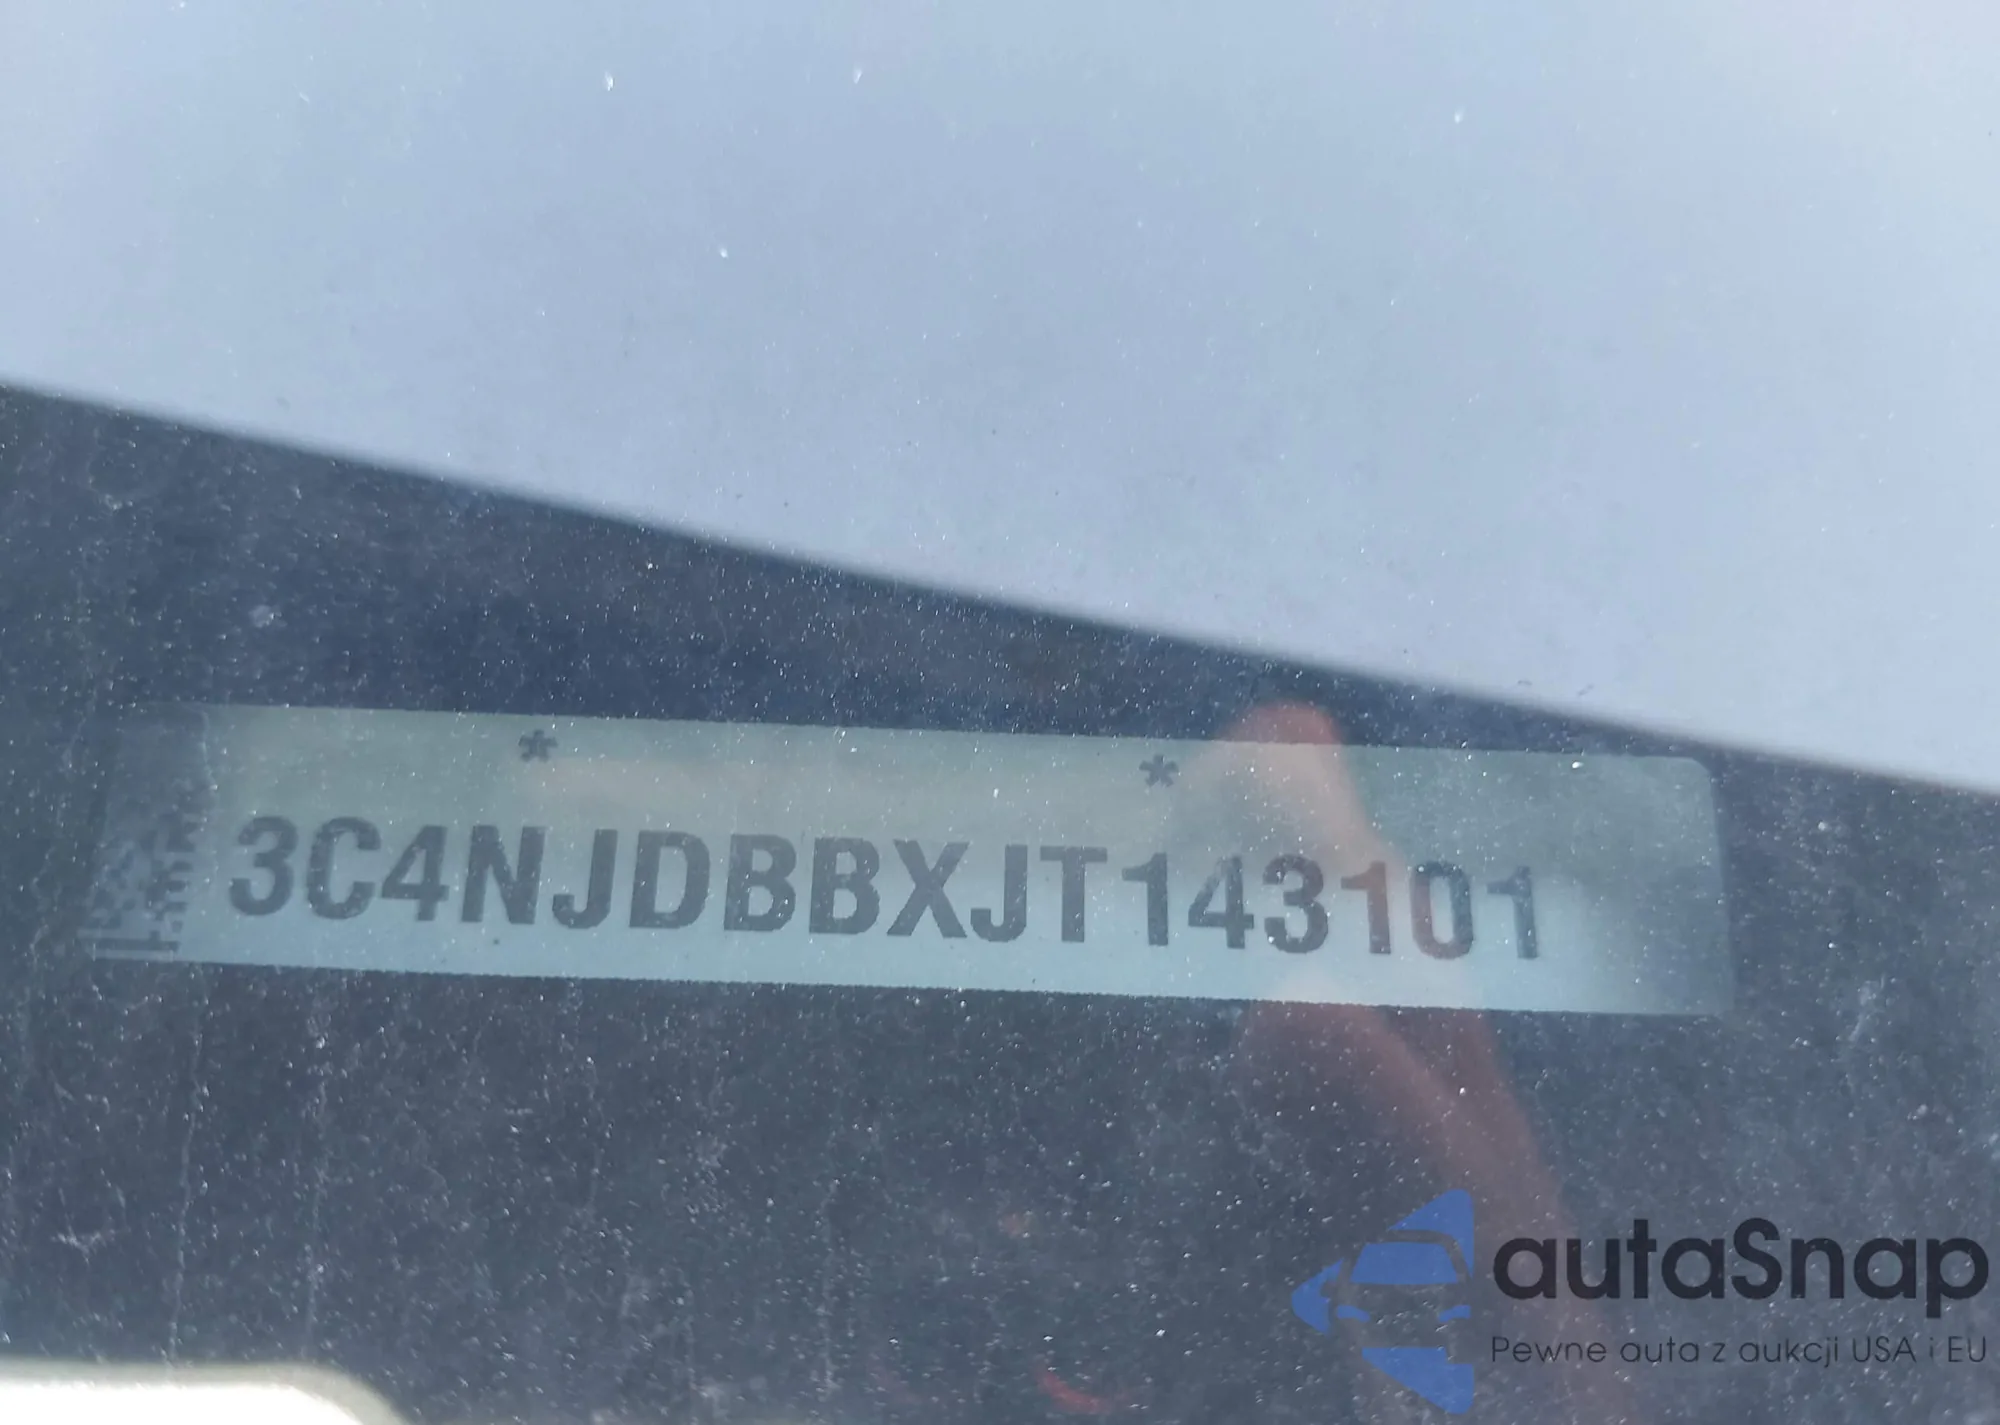 * *
3C4NJDBBXJT143101
autaSnap
Pewne auta z aukcji USA i EU